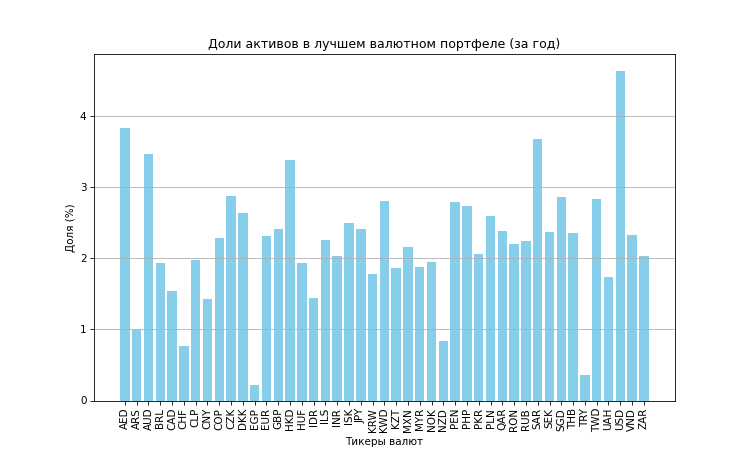 Доли активов в лучшем валютном портфеле (за год)
Доля (%)
4
3
2
1
0
AED ARS AUD BRL CAD CHF CLP CNY COP CZK DKK EGP EUR GBP HKD HUF IDR ILS INR ISK JPY KRW KWD KZT MXN MYR NOK NZD PEN PHP PKR PLN QAR RON RUB SAR SEK SGD THB TRY TWD UAH USD VND ZAR
Тикеры валют